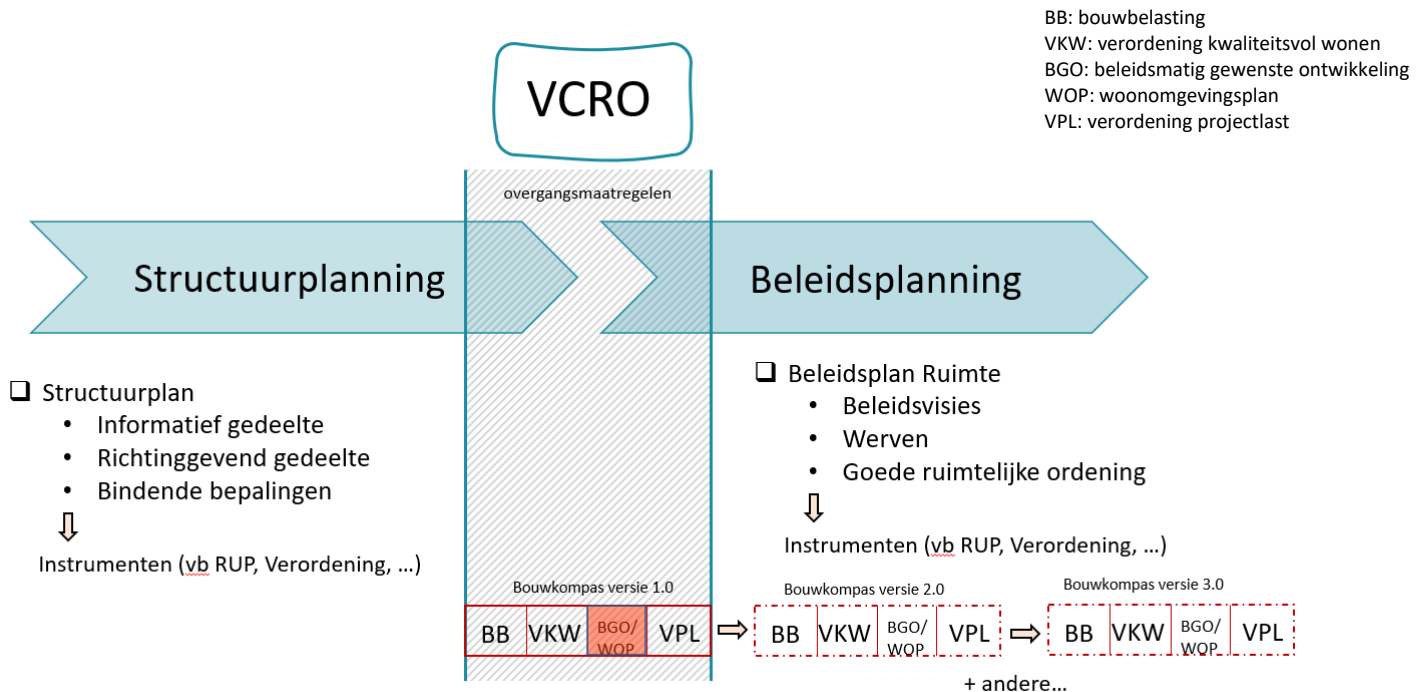 BB: bouwbelasting
VKW: verordening kwaliteitsvol wonen
BGO: beleidsmatig gewenste ontwikkeling
WOP: woonomgevingsplan
VPL: verordening projectlast
VCRO
overgangsmaatregelen
Structuurplanning
Beleidsplanning
Structuurplan
• Informatief gedeelte
• Richtinggevend gedeelte
• Bindende bepalingen
Instrumenten (vb RUP, Verordening, ...)
Beleidsplan Ruimte
• Beleidsvisies
• Werven
• Goede ruimtelijke ordening
Instrumenten (vb RUP, Verordening, ...)
Bouwkompas versie 1.0
BB VKW BGO/ VPL
WOP
Bouwkompas versie 2.0
BB VKW BGO/ VPL
WOP
Bouwkompas versie 3.0
BB VKW BGO/ VPL
WOP
+ andere...